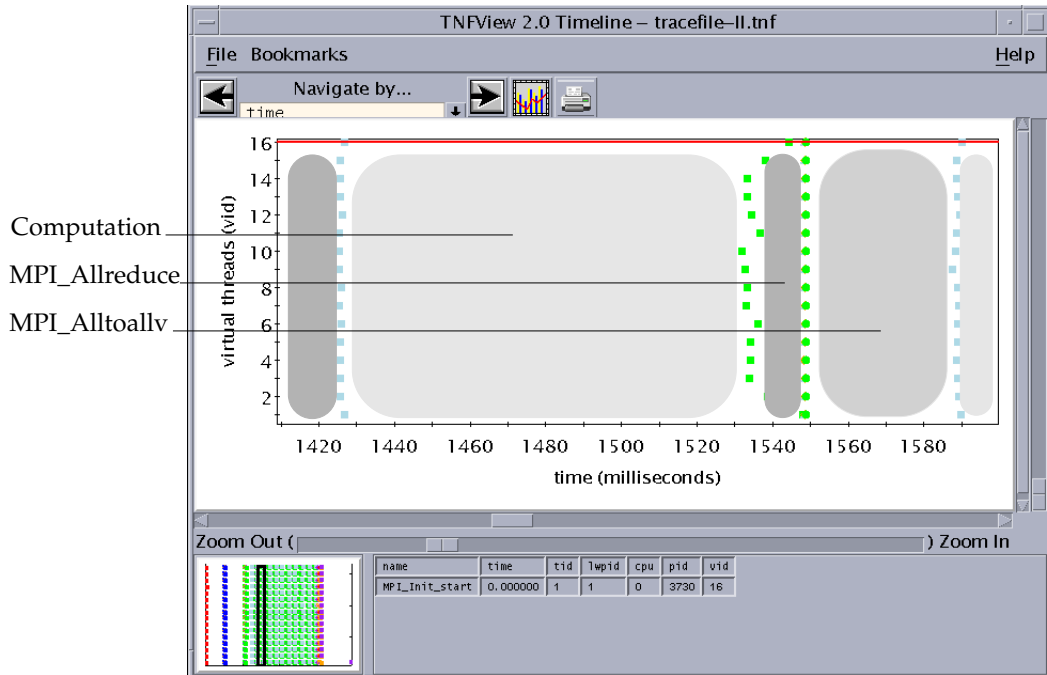 TNFView 2.0 Timeline – tracefile–II.tnf
File Bookmarks Help
Navigate by...
time
virtual threads (vid)
16
14
12
10
8
6
4
2
Computation
MPI_Allreduce
MPI_Alltoallv
1420 1440 1460 1480 1500 1520 1540 1560 1580
time (milliseconds)
Zoom Out ( ) Zoom In
name time tid lwpid cpu pid vid
MPI_Init_start 0.000000 1 1 0 3730 16